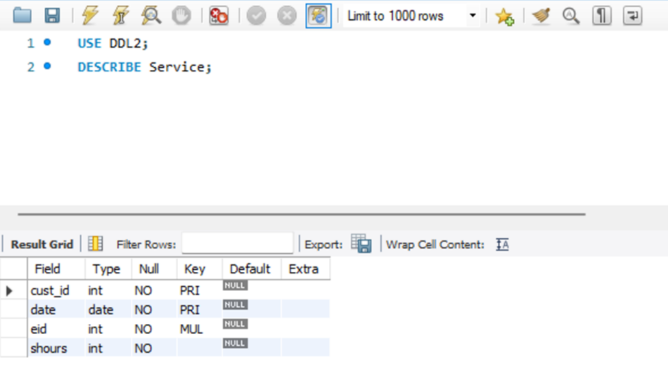 Limit to 1000 rows
1 USE DDL2;
2 DESCRIBE Service;
Result Grid Filter Rows: Export: Wrap Cell Content: IA
Field Type Null Key Default Extra
cust_id int NO PRI NULL
date date NO PRI NULL
eid int NO MUL NULL
shours int NO NULL